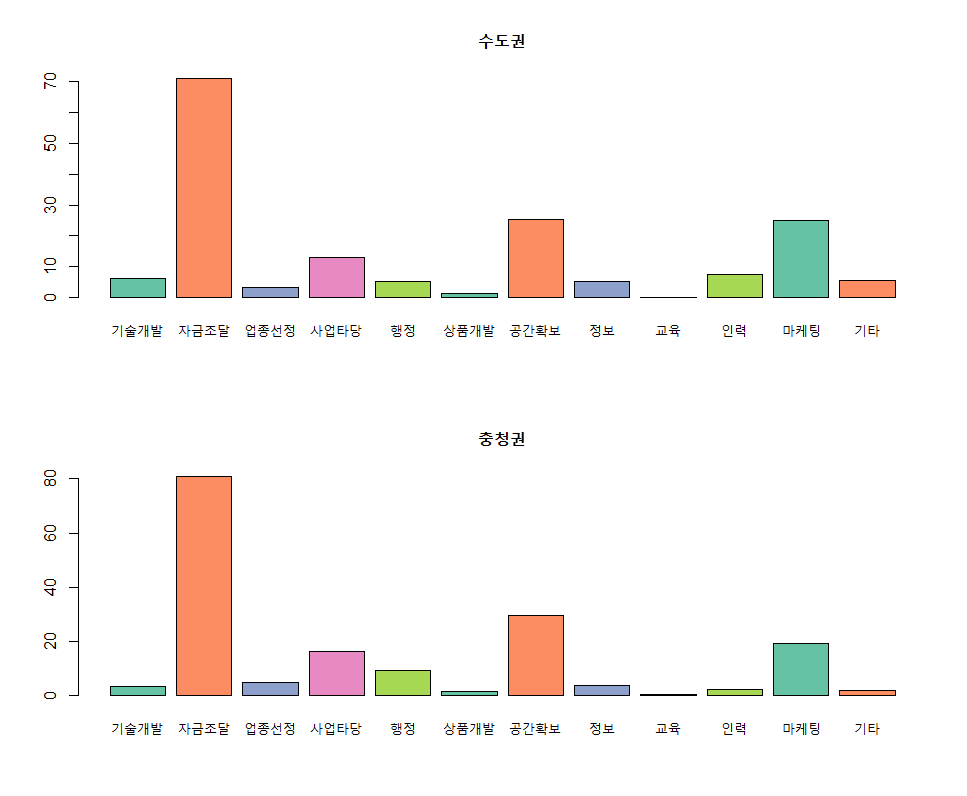 수도권
70
50
30
10
0
기술개발 자금조달 업종선정 사업타당 행정 상품개발 공간확보 정보 교육 인력 마케팅 기타
충청권
80
60
40
20
0
기술개발 자금조달 업종선정 사업타당 행정 상품개발 공간확보 정보 교육 인력 마케팅 기타